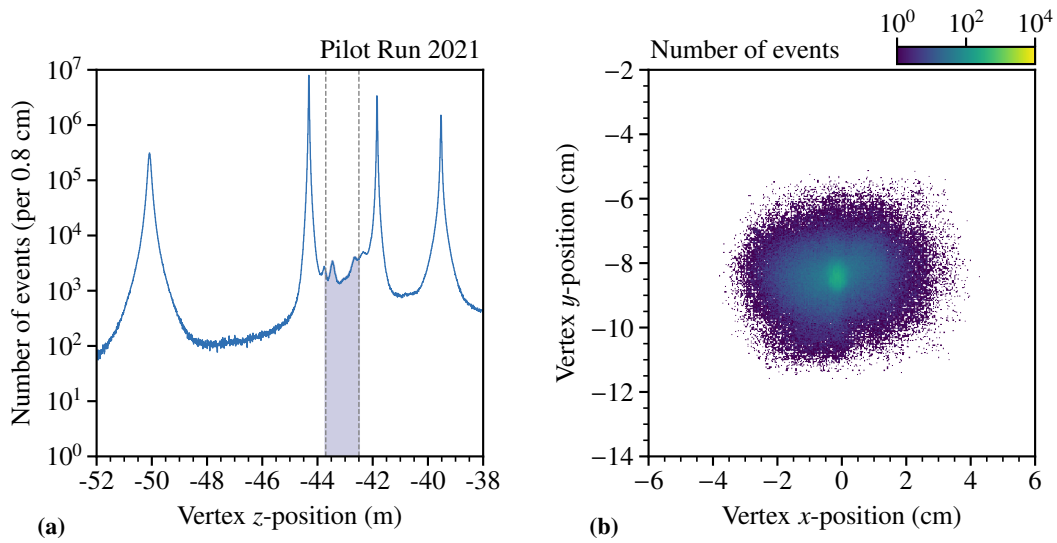 Pilot Run 2021
Number of events (per 0.8 cm)
10^7
10^6
10^5
10^4
10^3
10^2
10^1
10^0
-52 -50 -48 -46 -44 -42 -40 -38
Vertex z-position (m)
(a)
Number of events
10^0 10^2 10^4
Vertex y-position (cm)
−2
−4
−6
−8
−10
−12
−14
−6 −4 −2 0 2 4 6
Vertex x-position (cm)
(b)